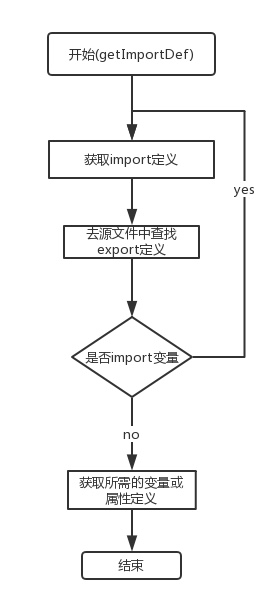 开始(getImportDef)
获取import定义
yes
去源文件中查找
export定义
是否import变量
no
获取所需的变量或
属性定义
结束